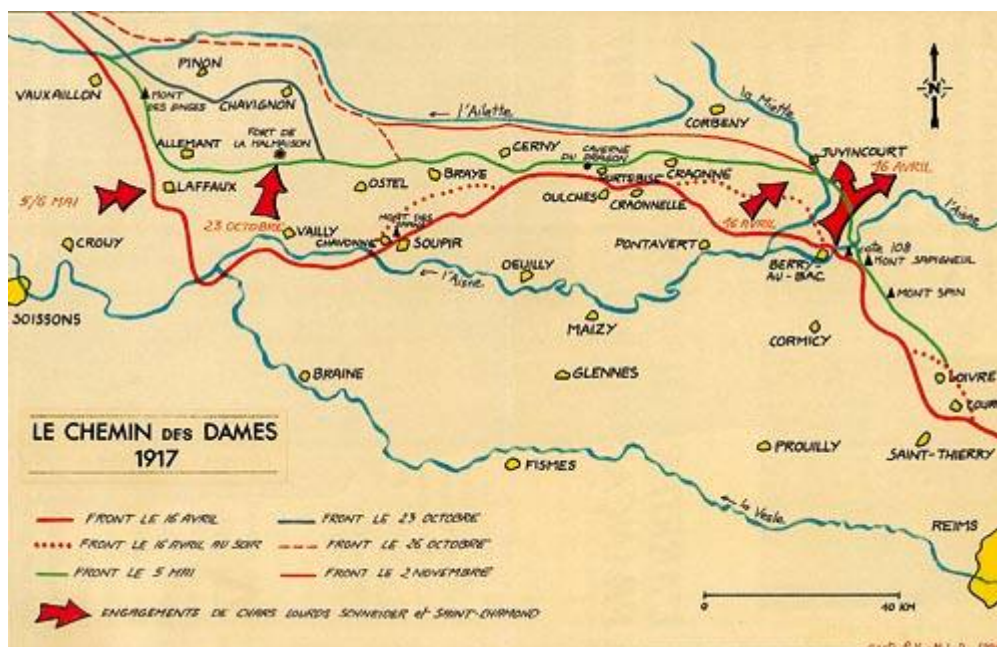 PINON
VAUXAILLON
MONT
DES SINGES
CHAVIGNON
l'Ailette
la Miette
CORBENY
N
ALLEMANT
FORT DE
LA MALMAISON
CERNY
CAVERNE
DU DRAGON
JUVINCOURT
16 AVRIL
LAFFAUX
OSTEL
BRAYE
HURTEBISE
CRAONNE
5/6 MAI
OULCHES
CRAONNELLE
23 OCTOBRE
16 AVRIL
l'Aisne
CROUY
VAILLY
CHAVONNE
MONT DES
SOUPIR
PONTAVERT
cote 108
MONT SAPIGNEUL
BERRY-
AU-BAC
l'Aisne
OEUILLY
MONT SPIN
SOISSONS
MAIZY
CORMICY
BRAINE
GLENNES
LOIVRE
COUR
LE CHEMIN DES DAMES
1917
PROUILLY
SAINT-THIERRY
FISMES
la Vesle
REIMS
FRONT LE 16 AVRIL
FRONT LE 23 OCTOBRE
FRONT LE 16 AVRIL AU SOIR
FRONT LE 26 OCTOBRE
FRONT LE 5 MAI
FRONT LE 2 NOVEMBRE
ENGAGEMENTS DE CHARS LOURDS SCHNEIDER et SAINT-CHAMOND
0 40 KM